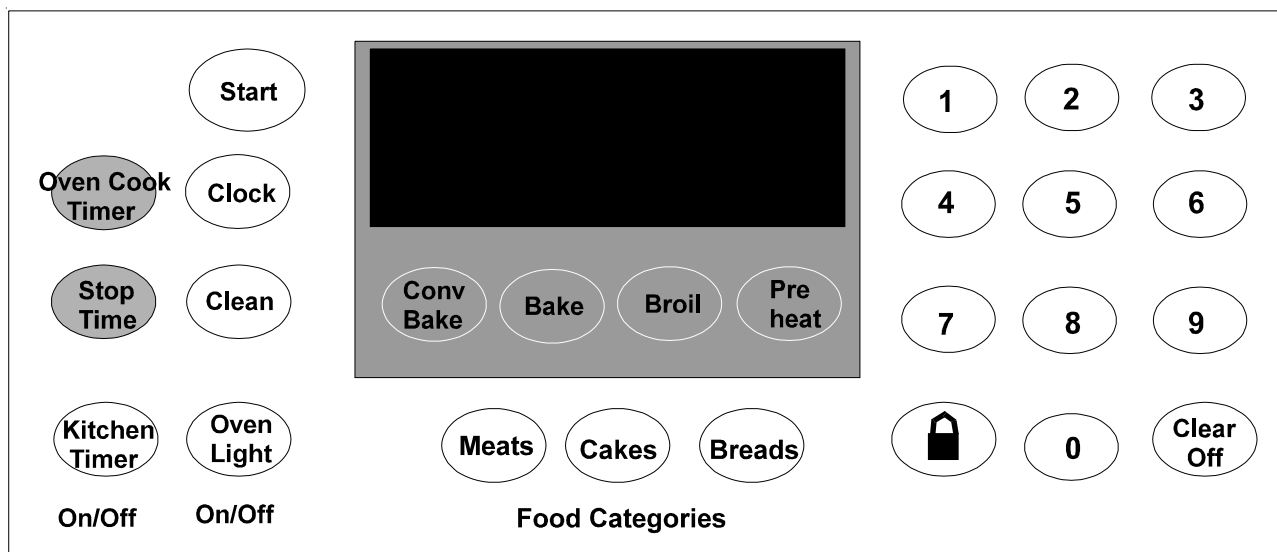 Start
Oven Cook
Timer
Clock
Stop
Time
Clean
Kitchen
Timer
Oven
Light
On/Off
On/Off
Conv
Bake
Bake
Broil
Pre
heat
Meats
Cakes
Breads
Food Categories
1
2
3
4
5
6
7
8
9
0
Clear
Off